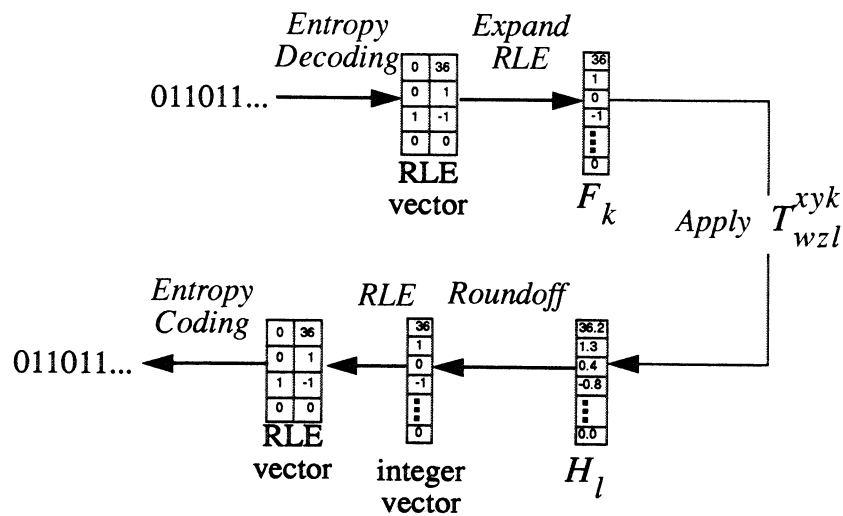 Entropy
Decoding
Expand
RLE
011011...
0 36
0 1
1 -1
0 0
RLE
vector
36
1
0
-1
0
F k
Apply T xyk wzl
Entropy
Coding
RLE
Roundoff
011011...
0 36
0 1
1 -1
0 0
RLE
vector
36
1
0
-1
0
integer
vector
36.2
1.3
0.4
-0.8
0.0
H l